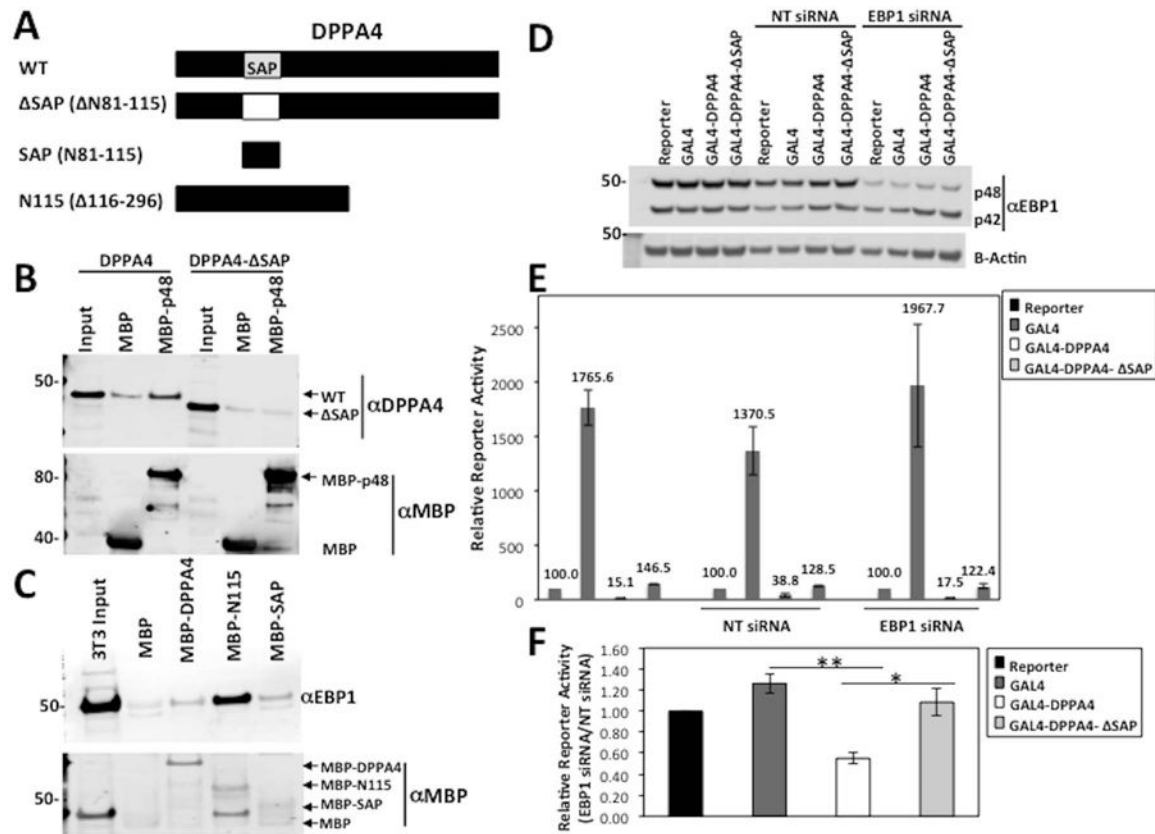 A
DPPA4
WT
SAP
ΔSAP (ΔN81-115)
SAP (N81-115)
N115 (Δ116-296)
B
DPPA4
DPPA4-ΔSAP
Input
MBP
MBP-p48
Input
MBP
MBP-p48
50-
WT
ΔSAP
αDPPA4
80-
MBP-p48
αMBP
40-
MBP
C
3T3 Input
MBP
MBP-DPPA4
MBP-N115
MBP-SAP
50-
αEBP1
MBP-DPPA4
MBP-N115
50-
MBP-SAP
αMBP
MBP
D
NT siRNA
EBP1 siRNA
Reporter
GAL4
GAL4-DPPA4
GAL4-DPPA4-ΔSAP
Reporter
GAL4
GAL4-DPPA4
GAL4-DPPA4-ΔSAP
Reporter
GAL4
GAL4-DPPA4
GAL4-DPPA4-ΔSAP
50-
p48
αEBP1
p42
50
B-Actin
E
Relative Reporter Activity
2500
2000
1500
1000
500
0
100.0
1765.6
15.1
146.5
100.0
1370.5
38.8
128.5
100.0
1967.7
17.5
122.4
NT siRNA
EBP1 siRNA
Reporter
GAL4
GAL4-DPPA4
GAL4-DPPA4- ΔSAP
F
Relative Reporter Activity
(EBP1 siRNA/NT siRNA)
1.60
1.40
1.20
1.00
0.80
0.60
0.40
0.20
0.00
**
*
Reporter
GAL4
GAL4-DPPA4
GAL4-DPPA4- ΔSAP